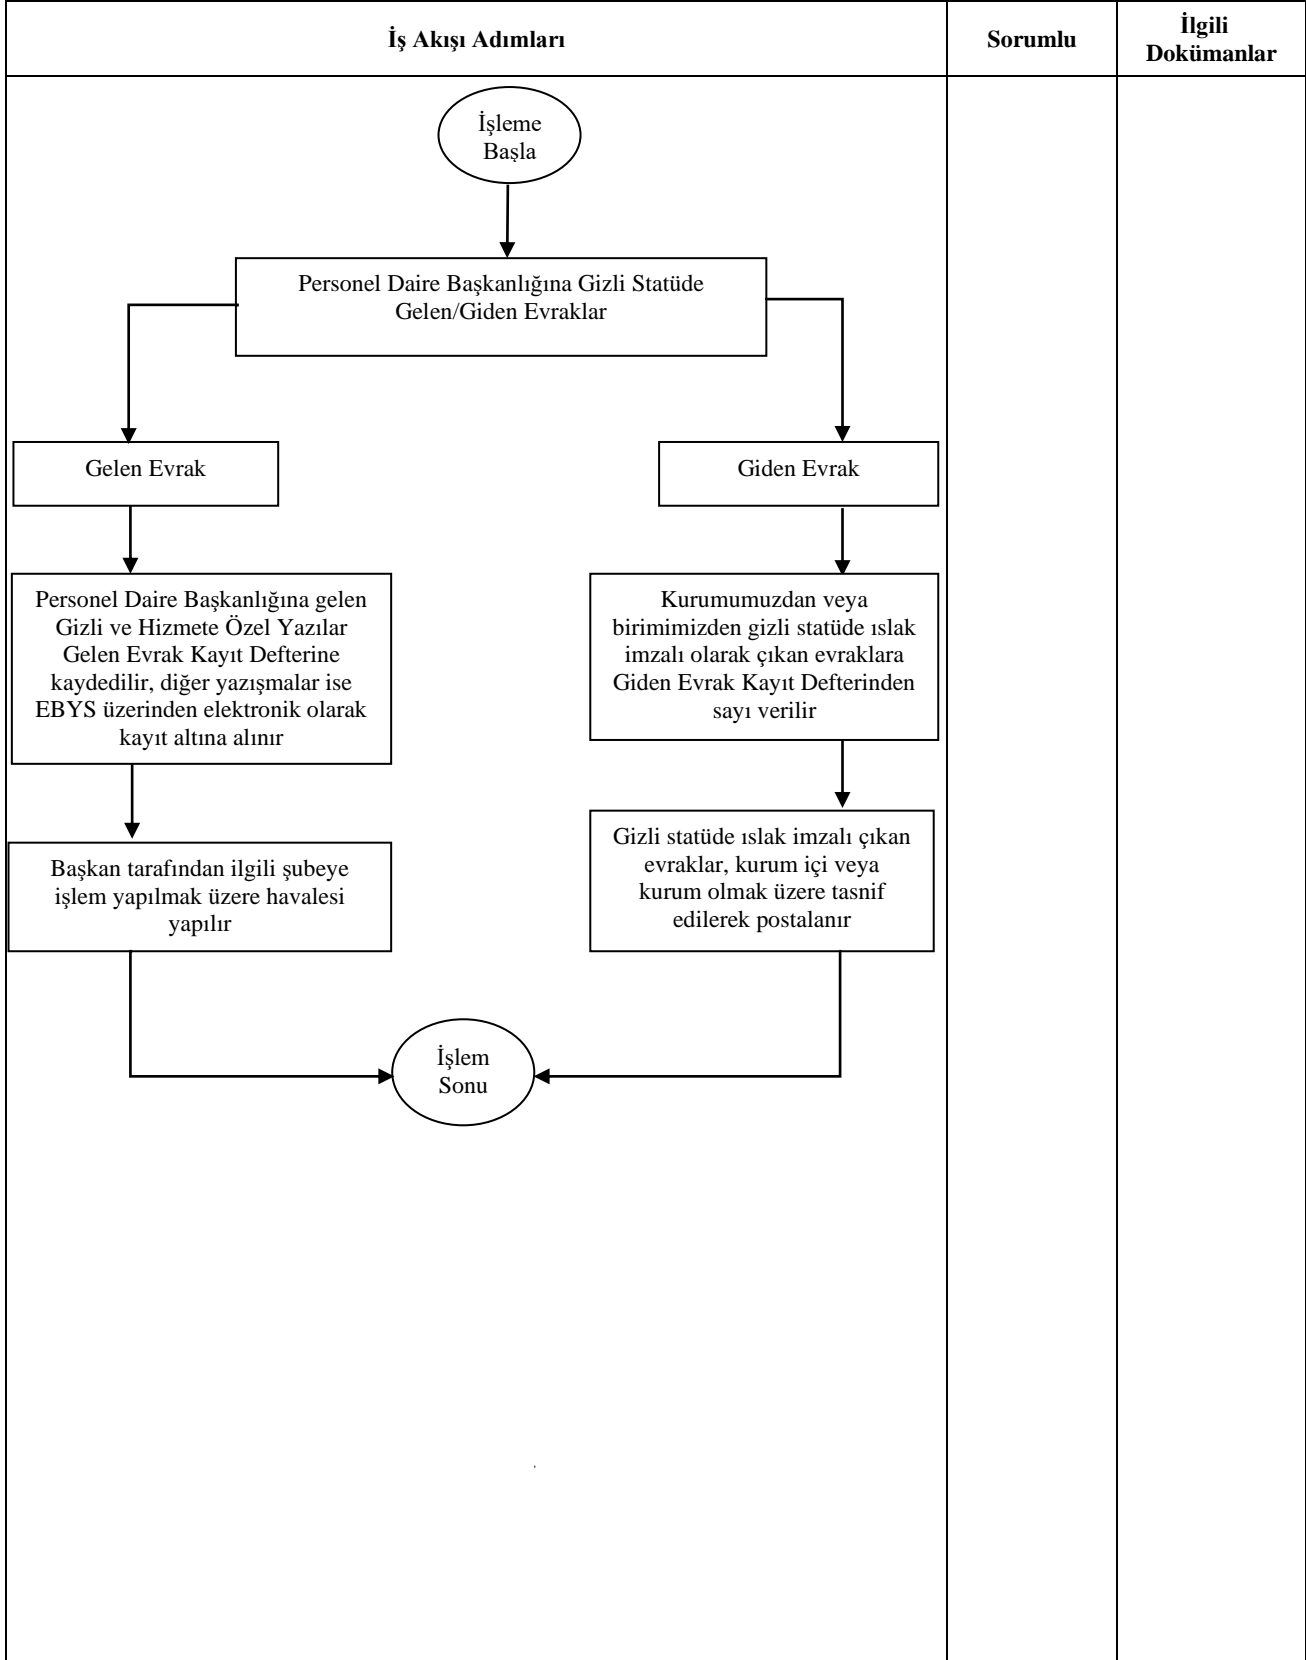 İş Akışı Adımları
Sorumlu
İlgili
Dokümanlar
İşleme
Başla
Personel Daire Başkanlığına Gizli Statüde
Gelen/Giden Evraklar
Gelen Evrak
Giden Evrak
Personel Daire Başkanlığına gelen
Gizli ve Hizmete Özel Yazılar
Gelen Evrak Kayıt Defterine
kaydedilir, diğer yazışmalar ise
EBYS üzerinden elektronik olarak
kayıt altına alınır
Kurumumuzdan veya
birimimizden gizli statüde ıslak
imzalı olarak çıkan evraklara
Giden Evrak Kayıt Defterinden
sayı verilir
Başkan tarafından ilgili şubeye
işlem yapılmak üzere havalesi
yapılır
Gizli statüde ıslak imzalı çıkan
evraklar, kurum içi veya
kurum olmak üzere tasnif
edilerek postalanır
İşlem
Sonu